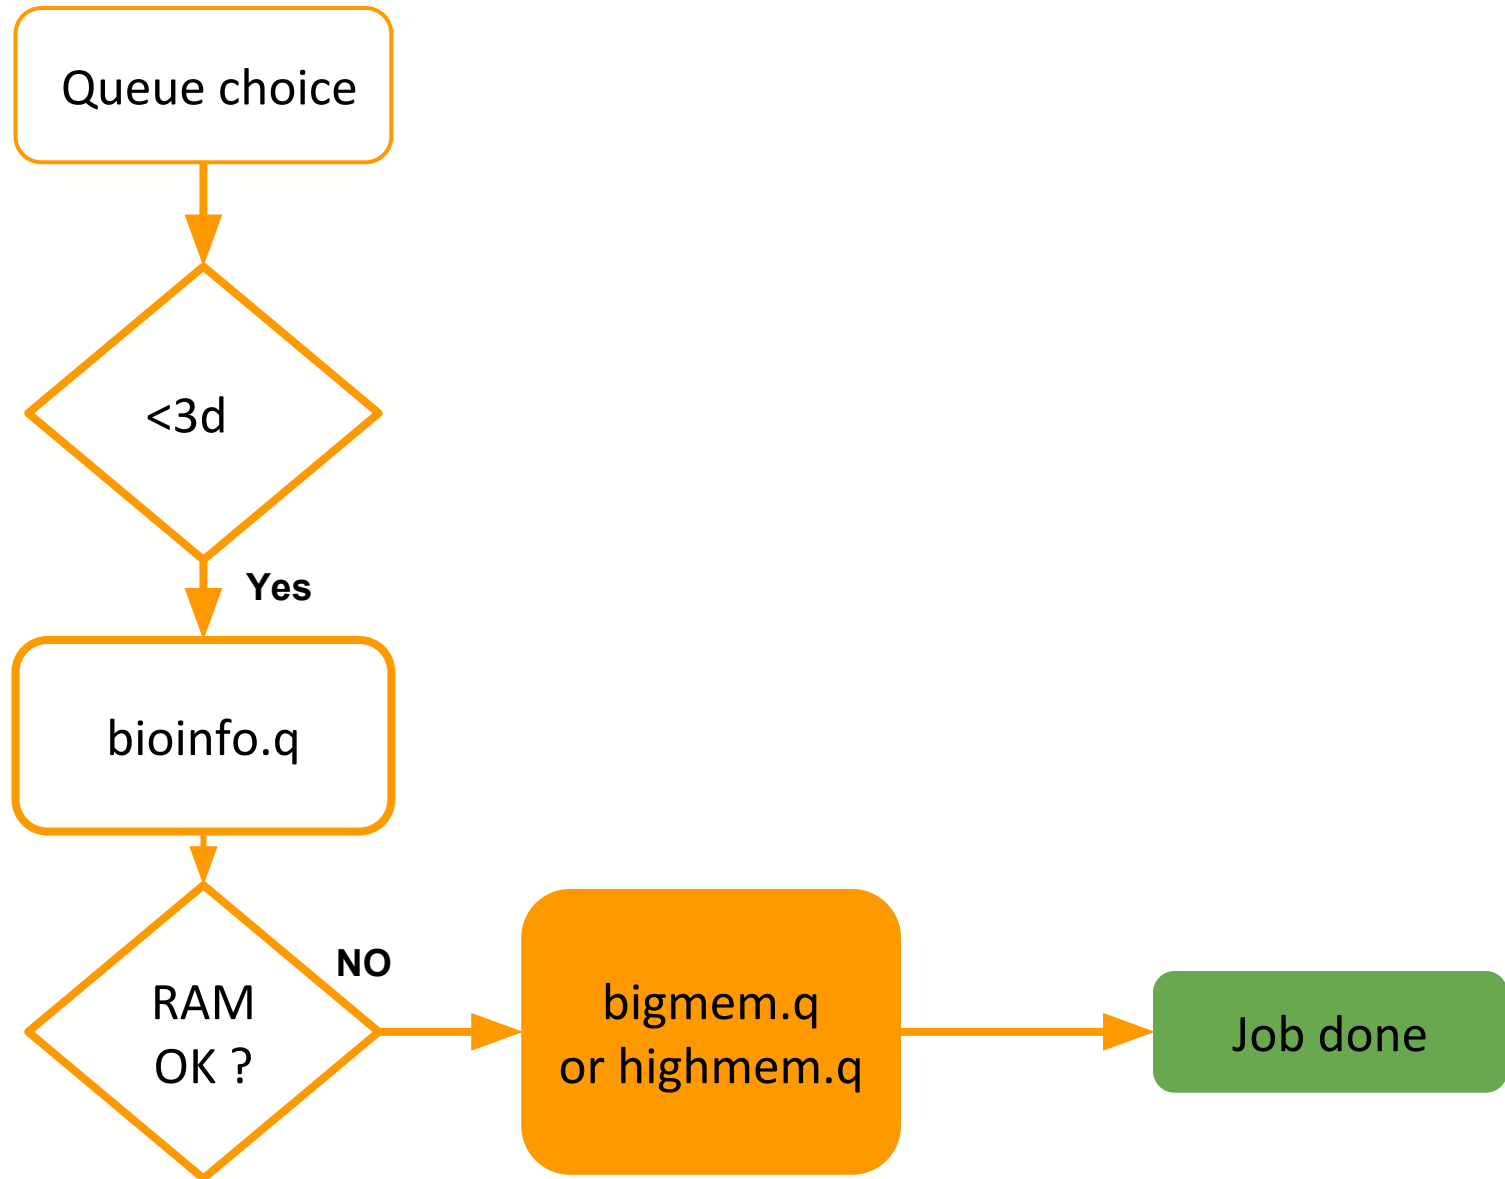 Queue choice
<3d
Yes
bioinfo.q
NO
RAM
OK ?
bigmem.q
or highmem.q
Job done